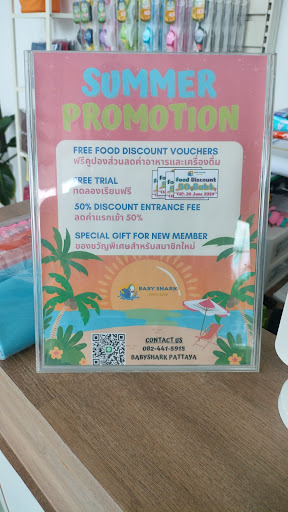 SUMMER
PROMOTION
FREE FOOD DISCOUNT VOUCHERS
ฟรีคูปองส่วนลดค่าอาหารและเครื่องดื่ม
FREE TRIAL
ทดลองเรียนฟรี
Food Discount
50 Baht
50% DISCOUNT ENTRANCE FEE
ลดค่าแรกเข้า 50%
SPECIAL GIFT FOR NEW MEMBER
ของขวัญพิเศษสำหรับสมาชิกใหม่
BABY SHARK
CONTACT US
082-441-5915
BABYSHARK PATTAYA